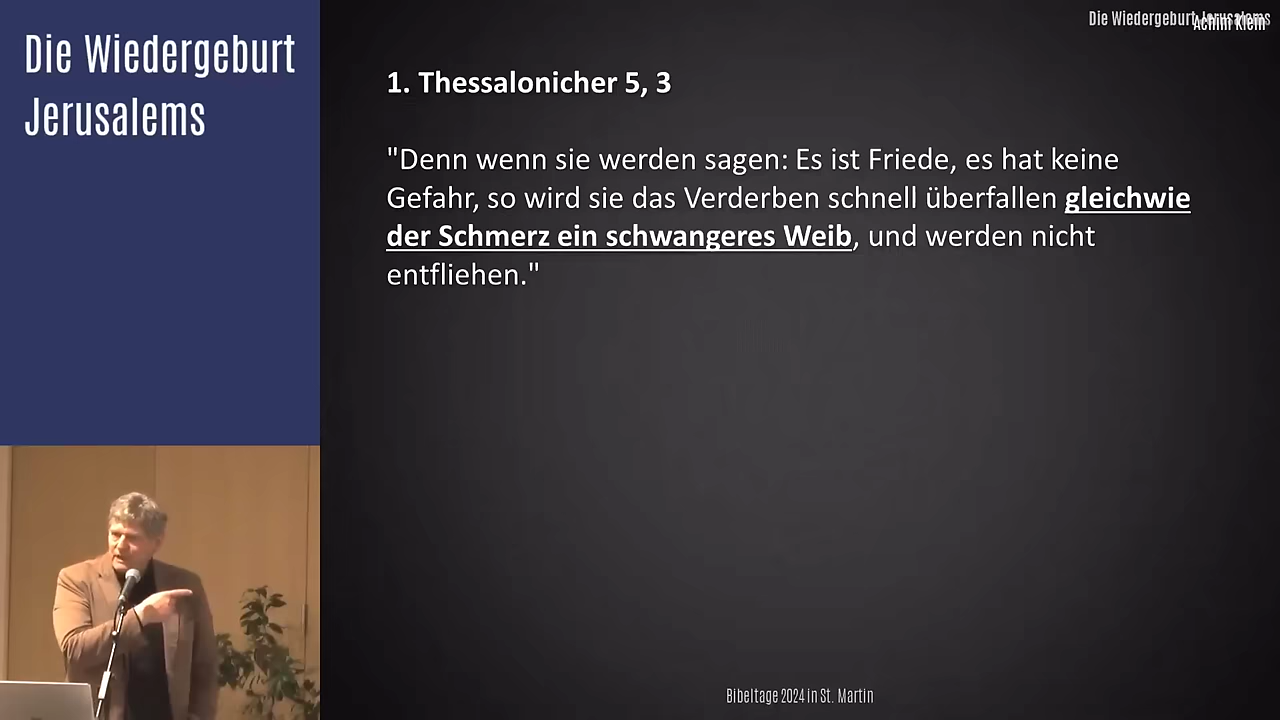 Die Wiedergeburt
Jerusalems
Die Wiedergeburt Jerusalems
Achim Klein
1. Thessalonicher 5, 3
"Denn wenn sie werden sagen: Es ist Friede, es hat keine
Gefahr, so wird sie das Verderben schnell überfallen gleichwie
der Schmerz ein schwangeres Weib, und werden nicht
entfliehen."
Bibeltage 2024 in St. Martin